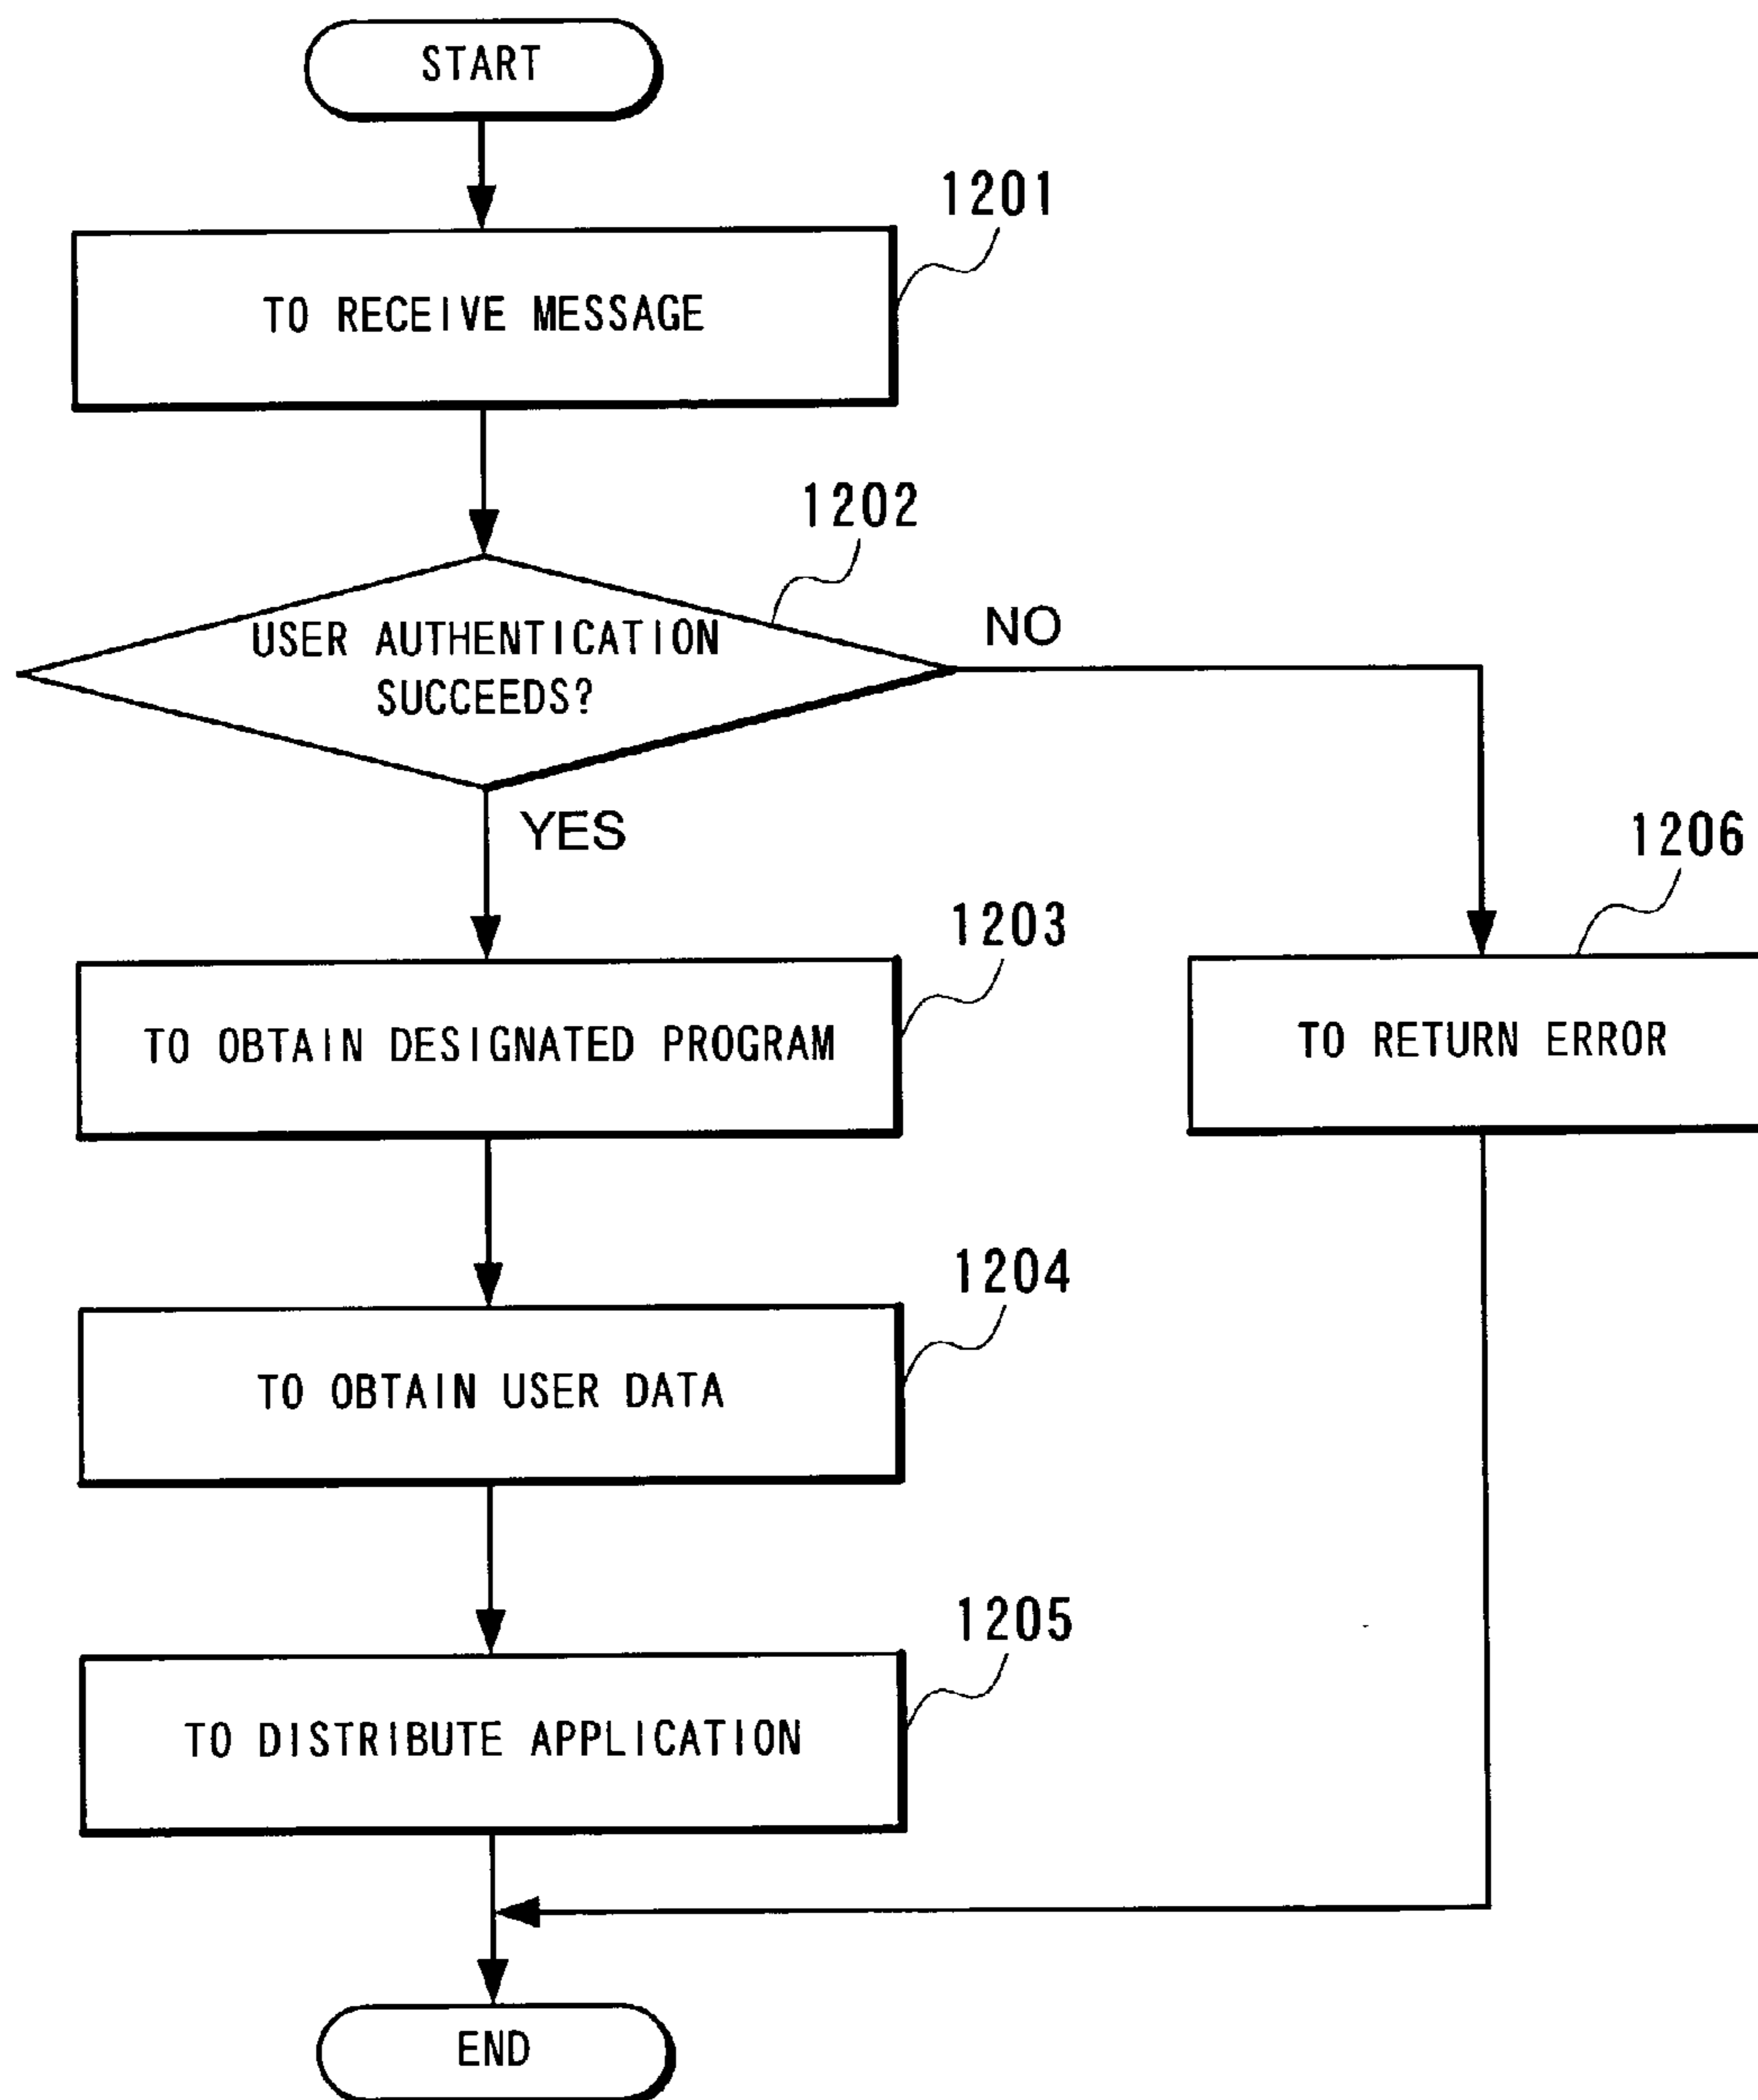 START
1201
TO RECEIVE MESSAGE
1202
USER AUTHENTICATION
SUCCEEDS?
NO
YES
1203
TO OBTAIN DESIGNATED PROGRAM
1206
TO RETURN ERROR
1204
TO OBTAIN USER DATA
1205
TO DISTRIBUTE APPLICATION
END